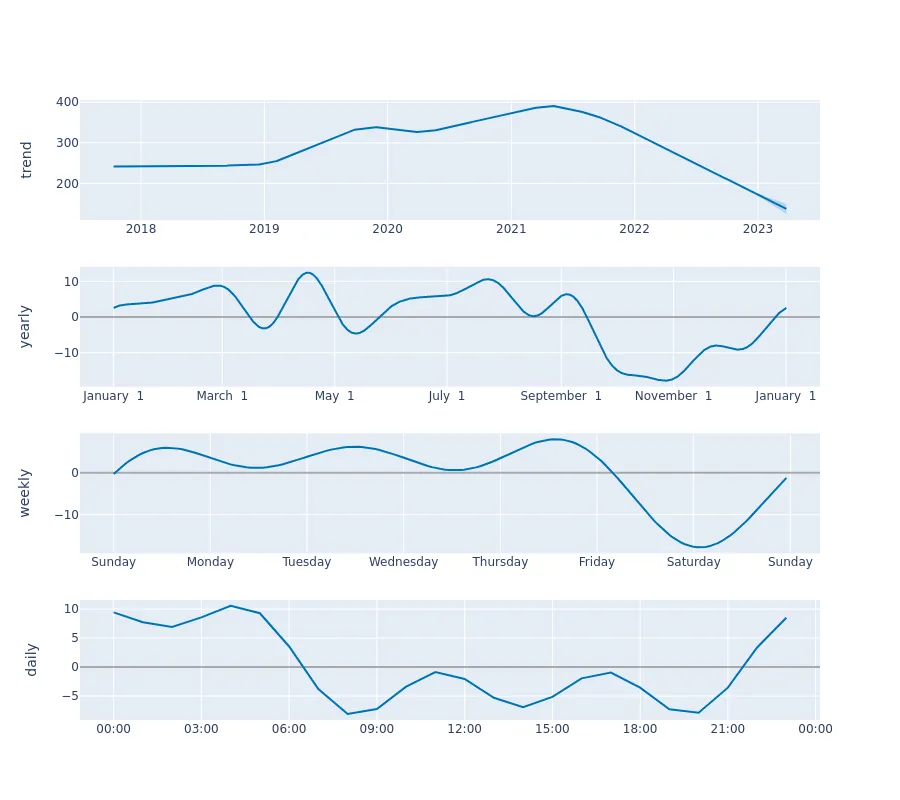 trend
400
300
200
2018 2019 2020 2021 2022 2023
yearly
10
0
−10
January 1 March 1 May 1 July 1 September 1 November 1 January 1
weekly
0
−10
Sunday Monday Tuesday Wednesday Thursday Friday Saturday Sunday
daily
10
5
0
−5
00:00 03:00 06:00 09:00 12:00 15:00 18:00 21:00 00:00